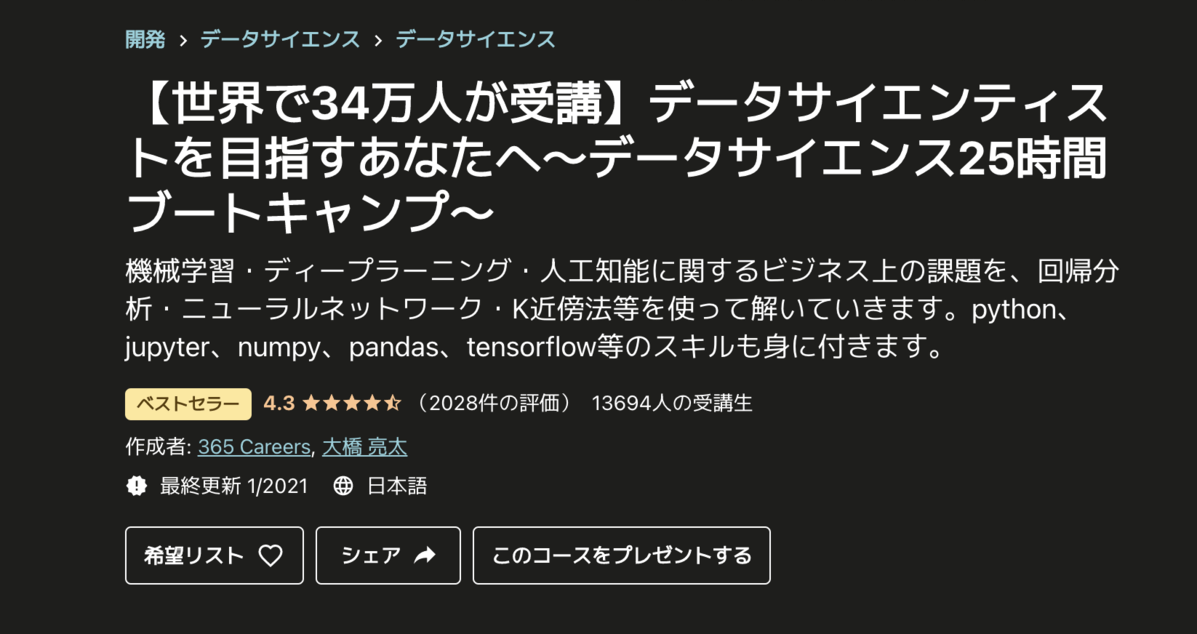 開発 › データサイエンス › データサイエンス
【世界で34万人が受講】データサイエンティス
トを目指すあなたへ〜データサイエンス25時間
ブートキャンプ〜
機械学習・ディープラーニング・人工知能に関するビジネス上の課題を、回帰分
析・ニューラルネットワーク・K近傍法等を使って解いていきます。python、
jupyter、numpy、pandas、tensorflow等のスキルも身に付きます。
ベストセラー 4.3 （2028件の評価） 13694人の受講生
作成者: 365 Careers, 大橋 亮太
最終更新 1/2021 日本語
希望リスト シェア このコースをプレゼントする